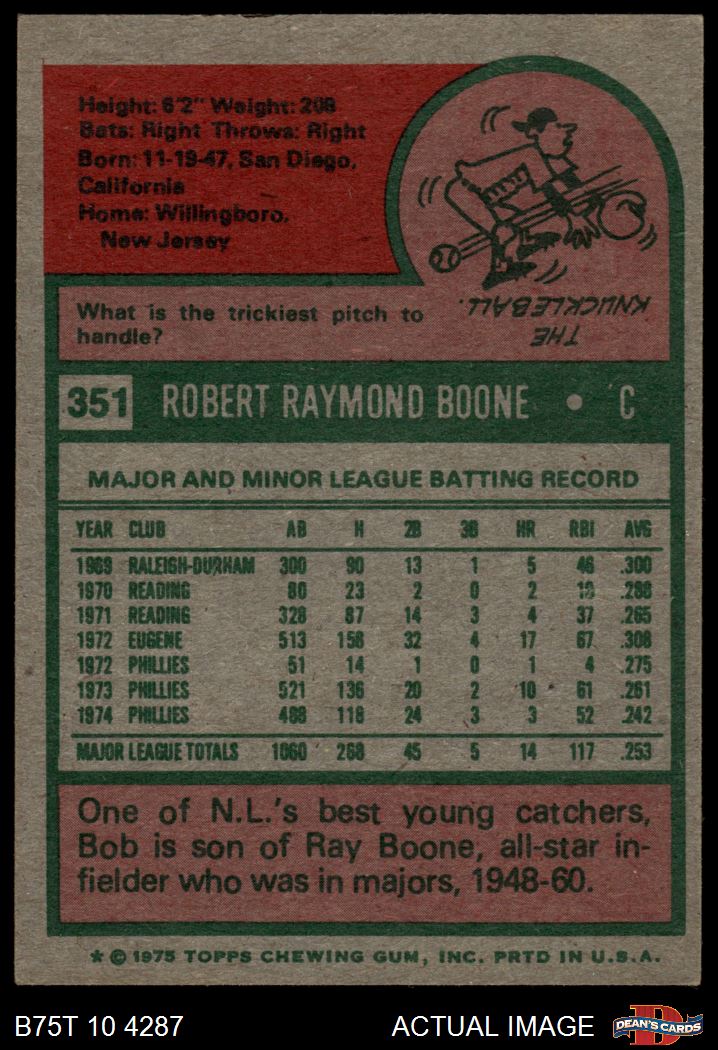 Height: 6'2" Weight: 208
Bats: Right Throws: Right
Born: 11-19-47, San Diego,
California
Home: Willingboro,
New Jersey
What is the trickiest pitch to
handle?
THE
KNUCKLEBALL.
351 ROBERT RAYMOND BOONE • C
MAJOR AND MINOR LEAGUE BATTING RECORD
YEAR CLUB AB H 2B 3B HR RBI AVG
1969 RALEIGH-DURHAM 300 90 13 1 5 46 .300
1970 READING 80 23 2 0 2 10 .288
1971 READING 328 87 14 3 4 37 .265
1972 EUGENE 513 158 32 4 17 67 .308
1972 PHILLIES 51 14 1 0 1 4 .275
1973 PHILLIES 521 136 20 2 10 61 .261
1974 PHILLIES 488 118 24 3 3 52 .242
MAJOR LEAGUE TOTALS 1060 268 45 5 14 117 .253
One of N.L.'s best young catchers,
Bob is son of Ray Boone, all-star in-
fielder who was in majors, 1948-60.
* © 1975 TOPPS CHEWING GUM, INC. PRTD IN U.S.A.
B75T 10 4287 ACTUAL IMAGE DEAN'S CARDS